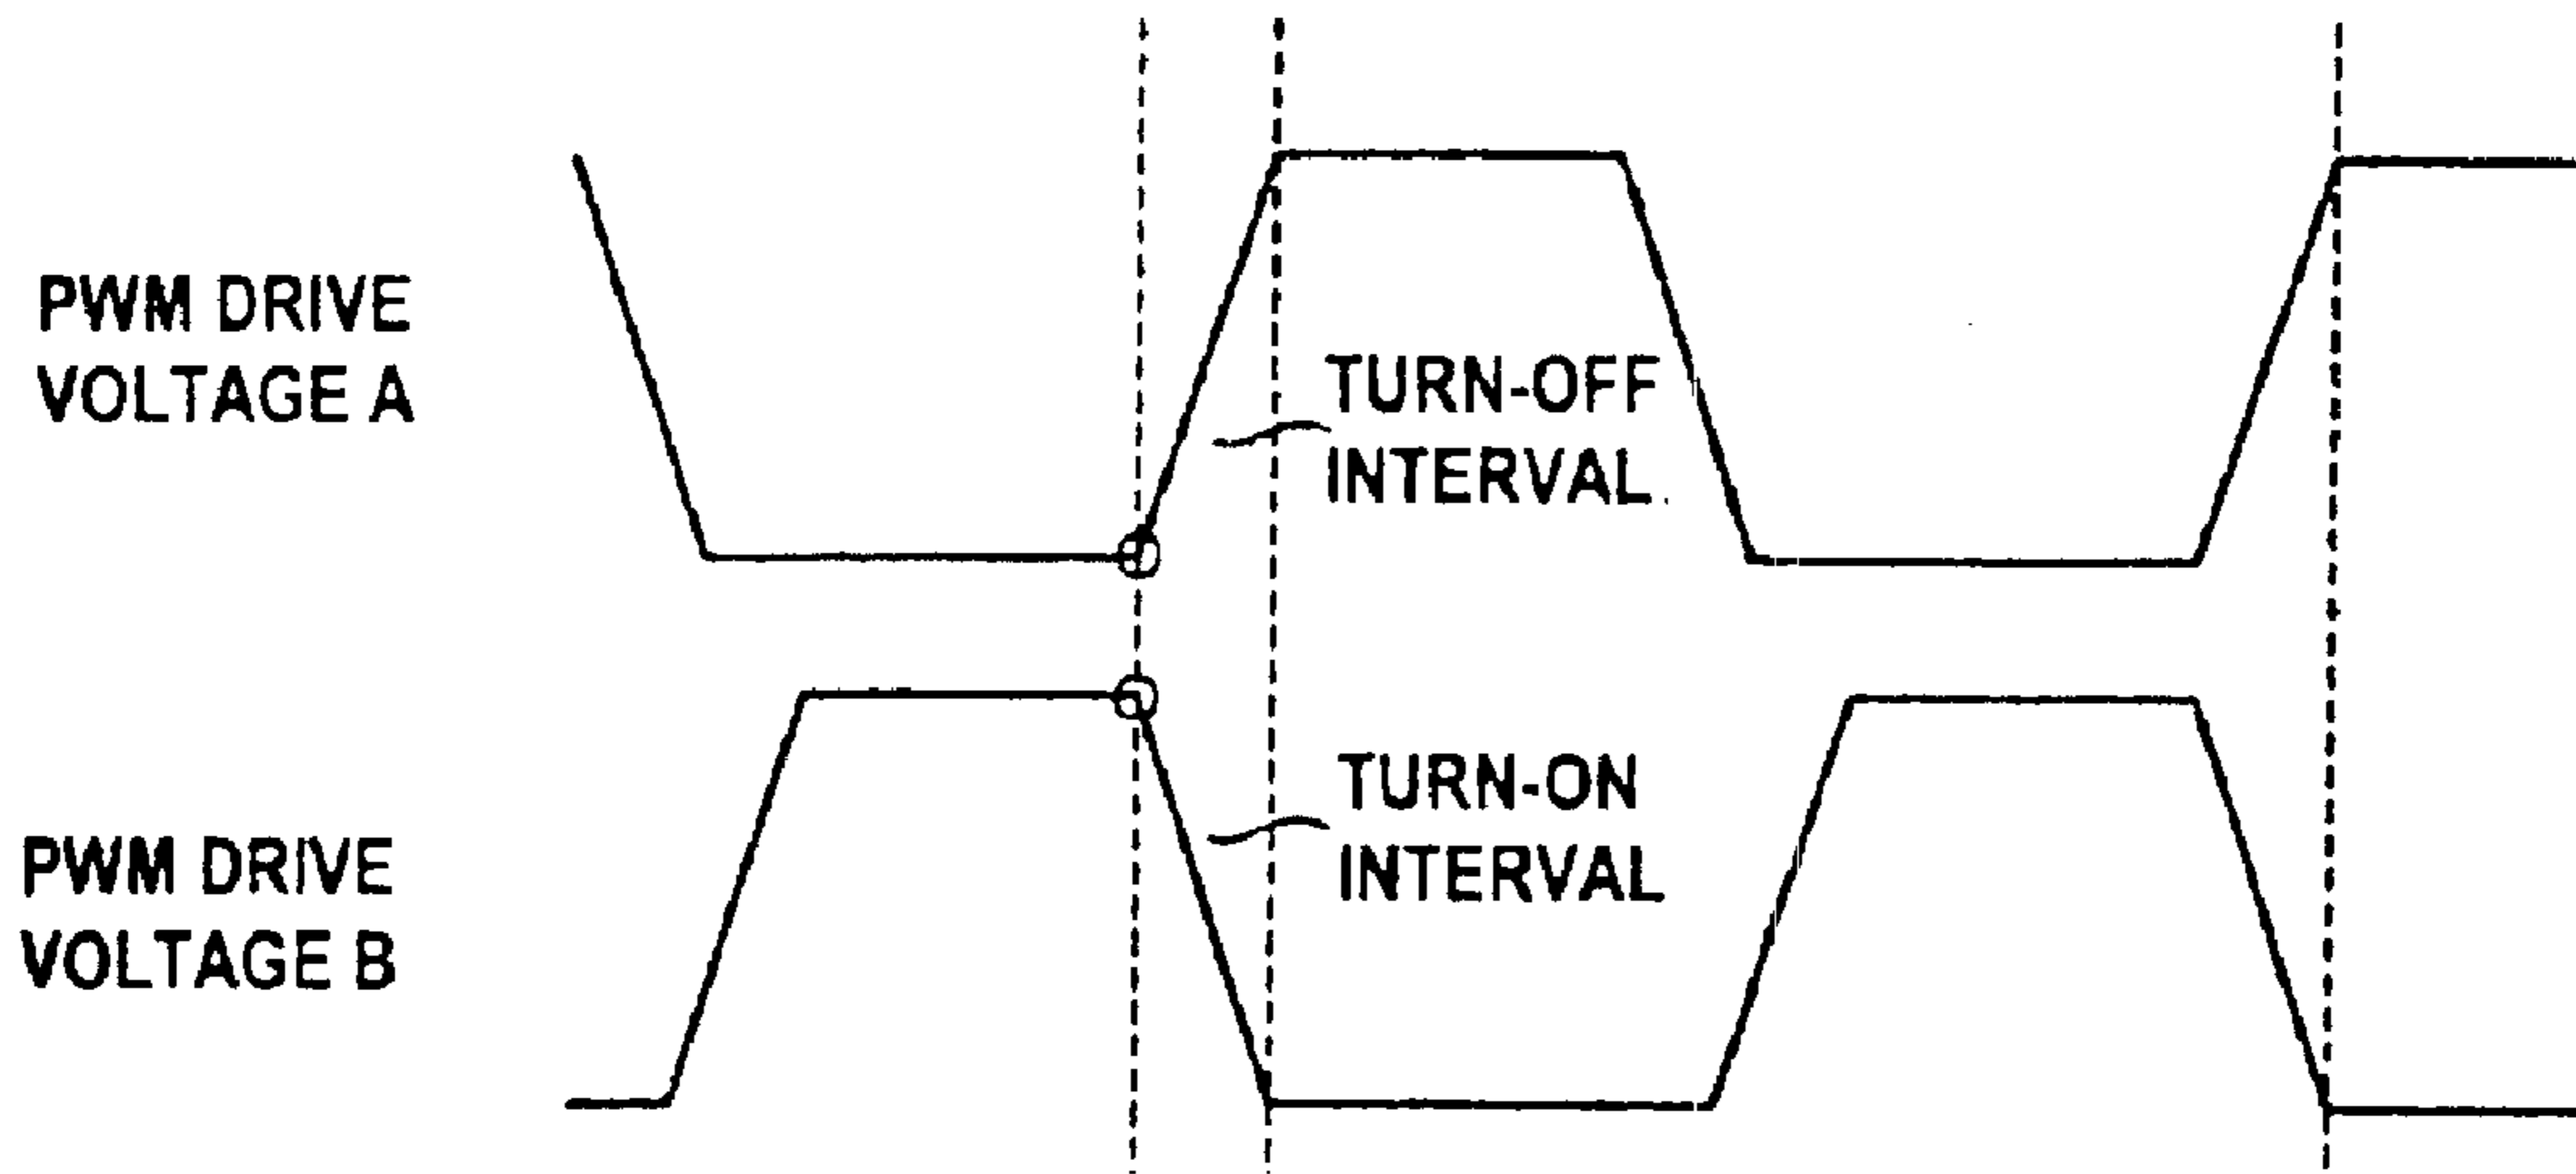 PWM DRIVE
VOLTAGE A
TURN-OFF
INTERVAL
PWM DRIVE
VOLTAGE B
TURN-ON
INTERVAL